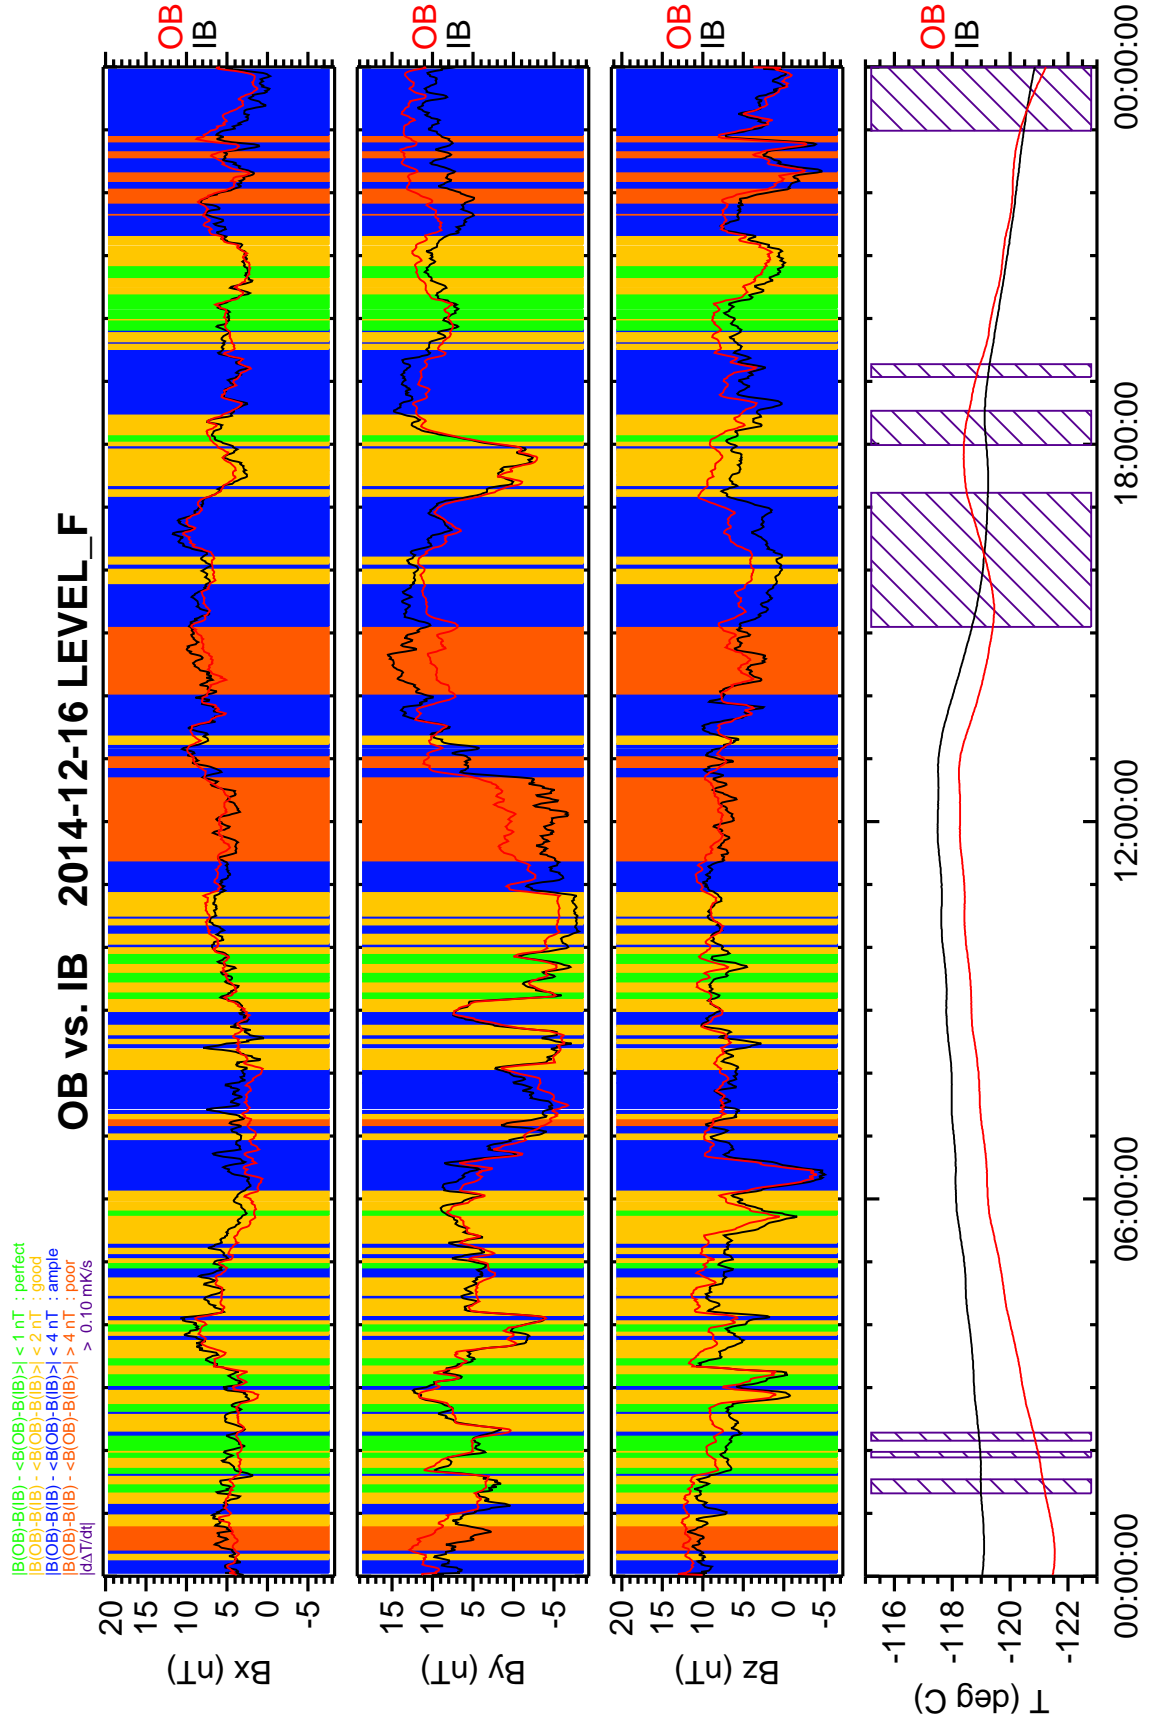 OB vs. IB 2014-12-16 LEVEL_F
|B(OB)-B(IB) - <B(OB)-B(IB)>| < 1 nT : perfect
|B(OB)-B(IB) - <B(OB)-B(IB)>| < 2 nT : good
|B(OB)-B(IB) - <B(OB)-B(IB)>| < 4 nT : ample
|B(OB)-B(IB) - <B(OB)-B(IB)>| > 4 nT : poor
|dΔT/dt| > 0.10 mK/s
Bx (nT)
20
15
10
5
0
-5
OB
IB
By (nT)
15
10
5
0
-5
OB
IB
Bz (nT)
20
15
10
5
0
-5
OB
IB
T (deg C)
-116
-118
-120
-122
OB
IB
00:00:00
06:00:00
12:00:00
18:00:00
00:00:00